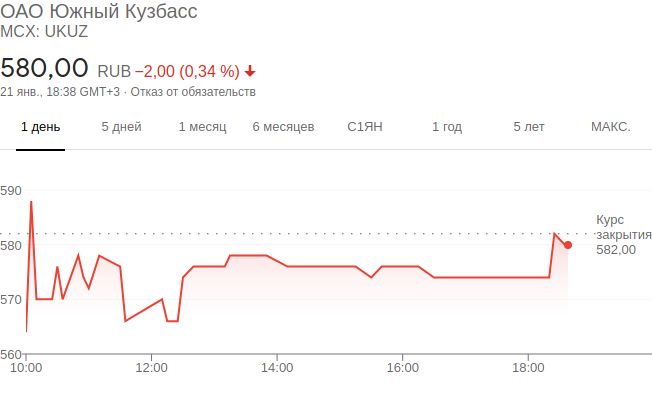 ОАО Южный Кузбасс
MCX: UKUZ
580,00 RUB −2,00 (0,34 %)
21 янв., 18:38 GMT+3 · Отказ от обязательств
1 день 5 дней 1 месяц 6 месяцев С1ЯН 1 год 5 лет МАКС.
590
Курс
закрытия
582,00
580
570
560
10:00 12:00 14:00 16:00 18:00